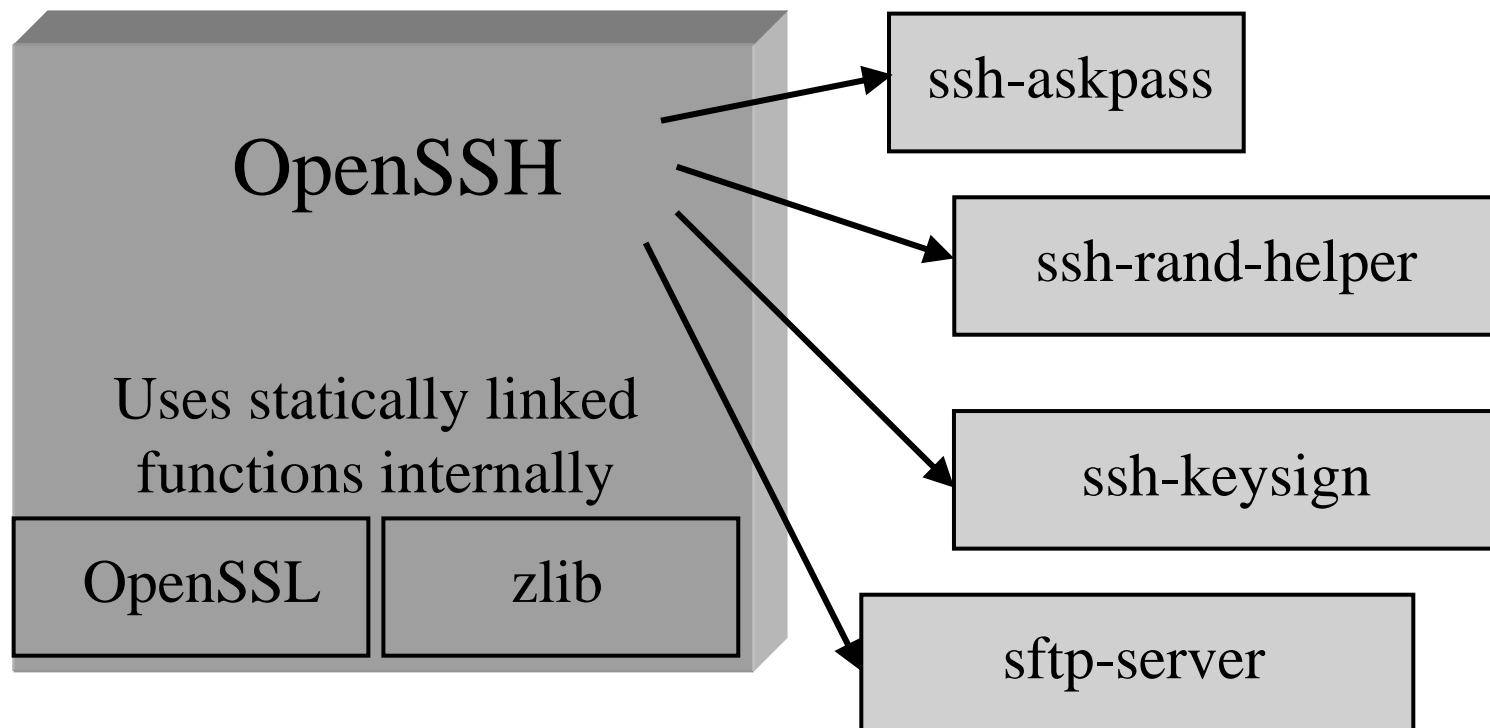 OpenSSH
Uses statically linked
functions internally
OpenSSL
zlib
ssh-askpass
ssh-rand-helper
ssh-keysign
sftp-server